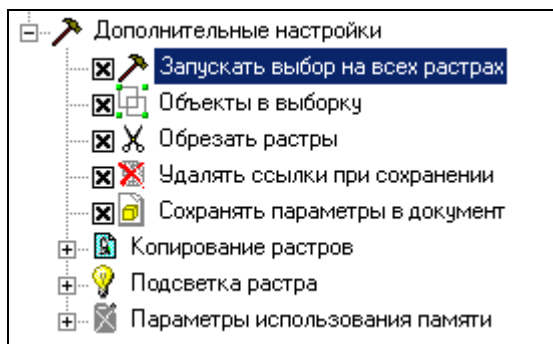 Дополнительные настройки
Запускать выбор на всех растрах
Объекты в выборку
Обрезать растры
Удалять ссылки при сохранении
Сохранять параметры в документ
Копирование растров
Подсветка растра
Параметры использования памяти